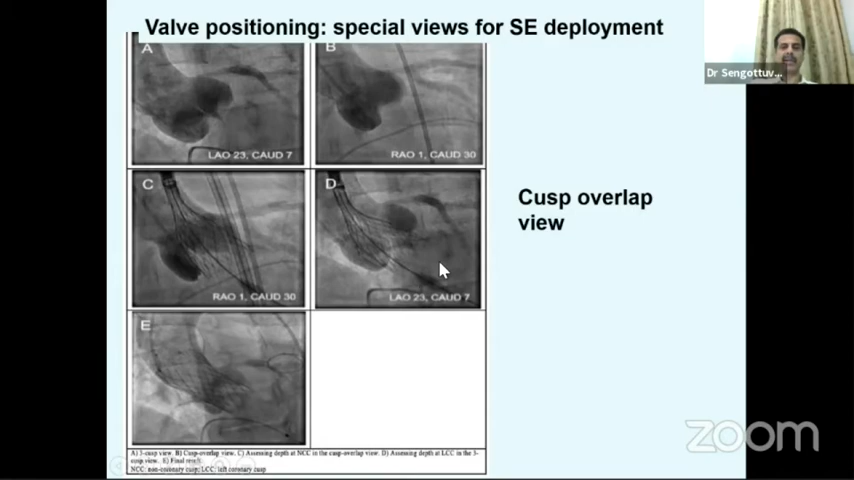 Valve positioning: special views for SE deployment
Dr Sengottuv...
A
LAO 23, CAUD 7
B
RAO 1, CAUD 30
C
RAO 1, CAUD 30
D
LAO 23, CAUD 7
Cusp overlap
view
E
A) 3-cusp view. B) Cusp-overlap view. C) Assessing depth at NCC in the cusp-overlap view. D) Assessing depth at LCC in the 3-
cusp view. E) Final result.
NCC: non-coronary cusp; LCC: left coronary cusp
zoom